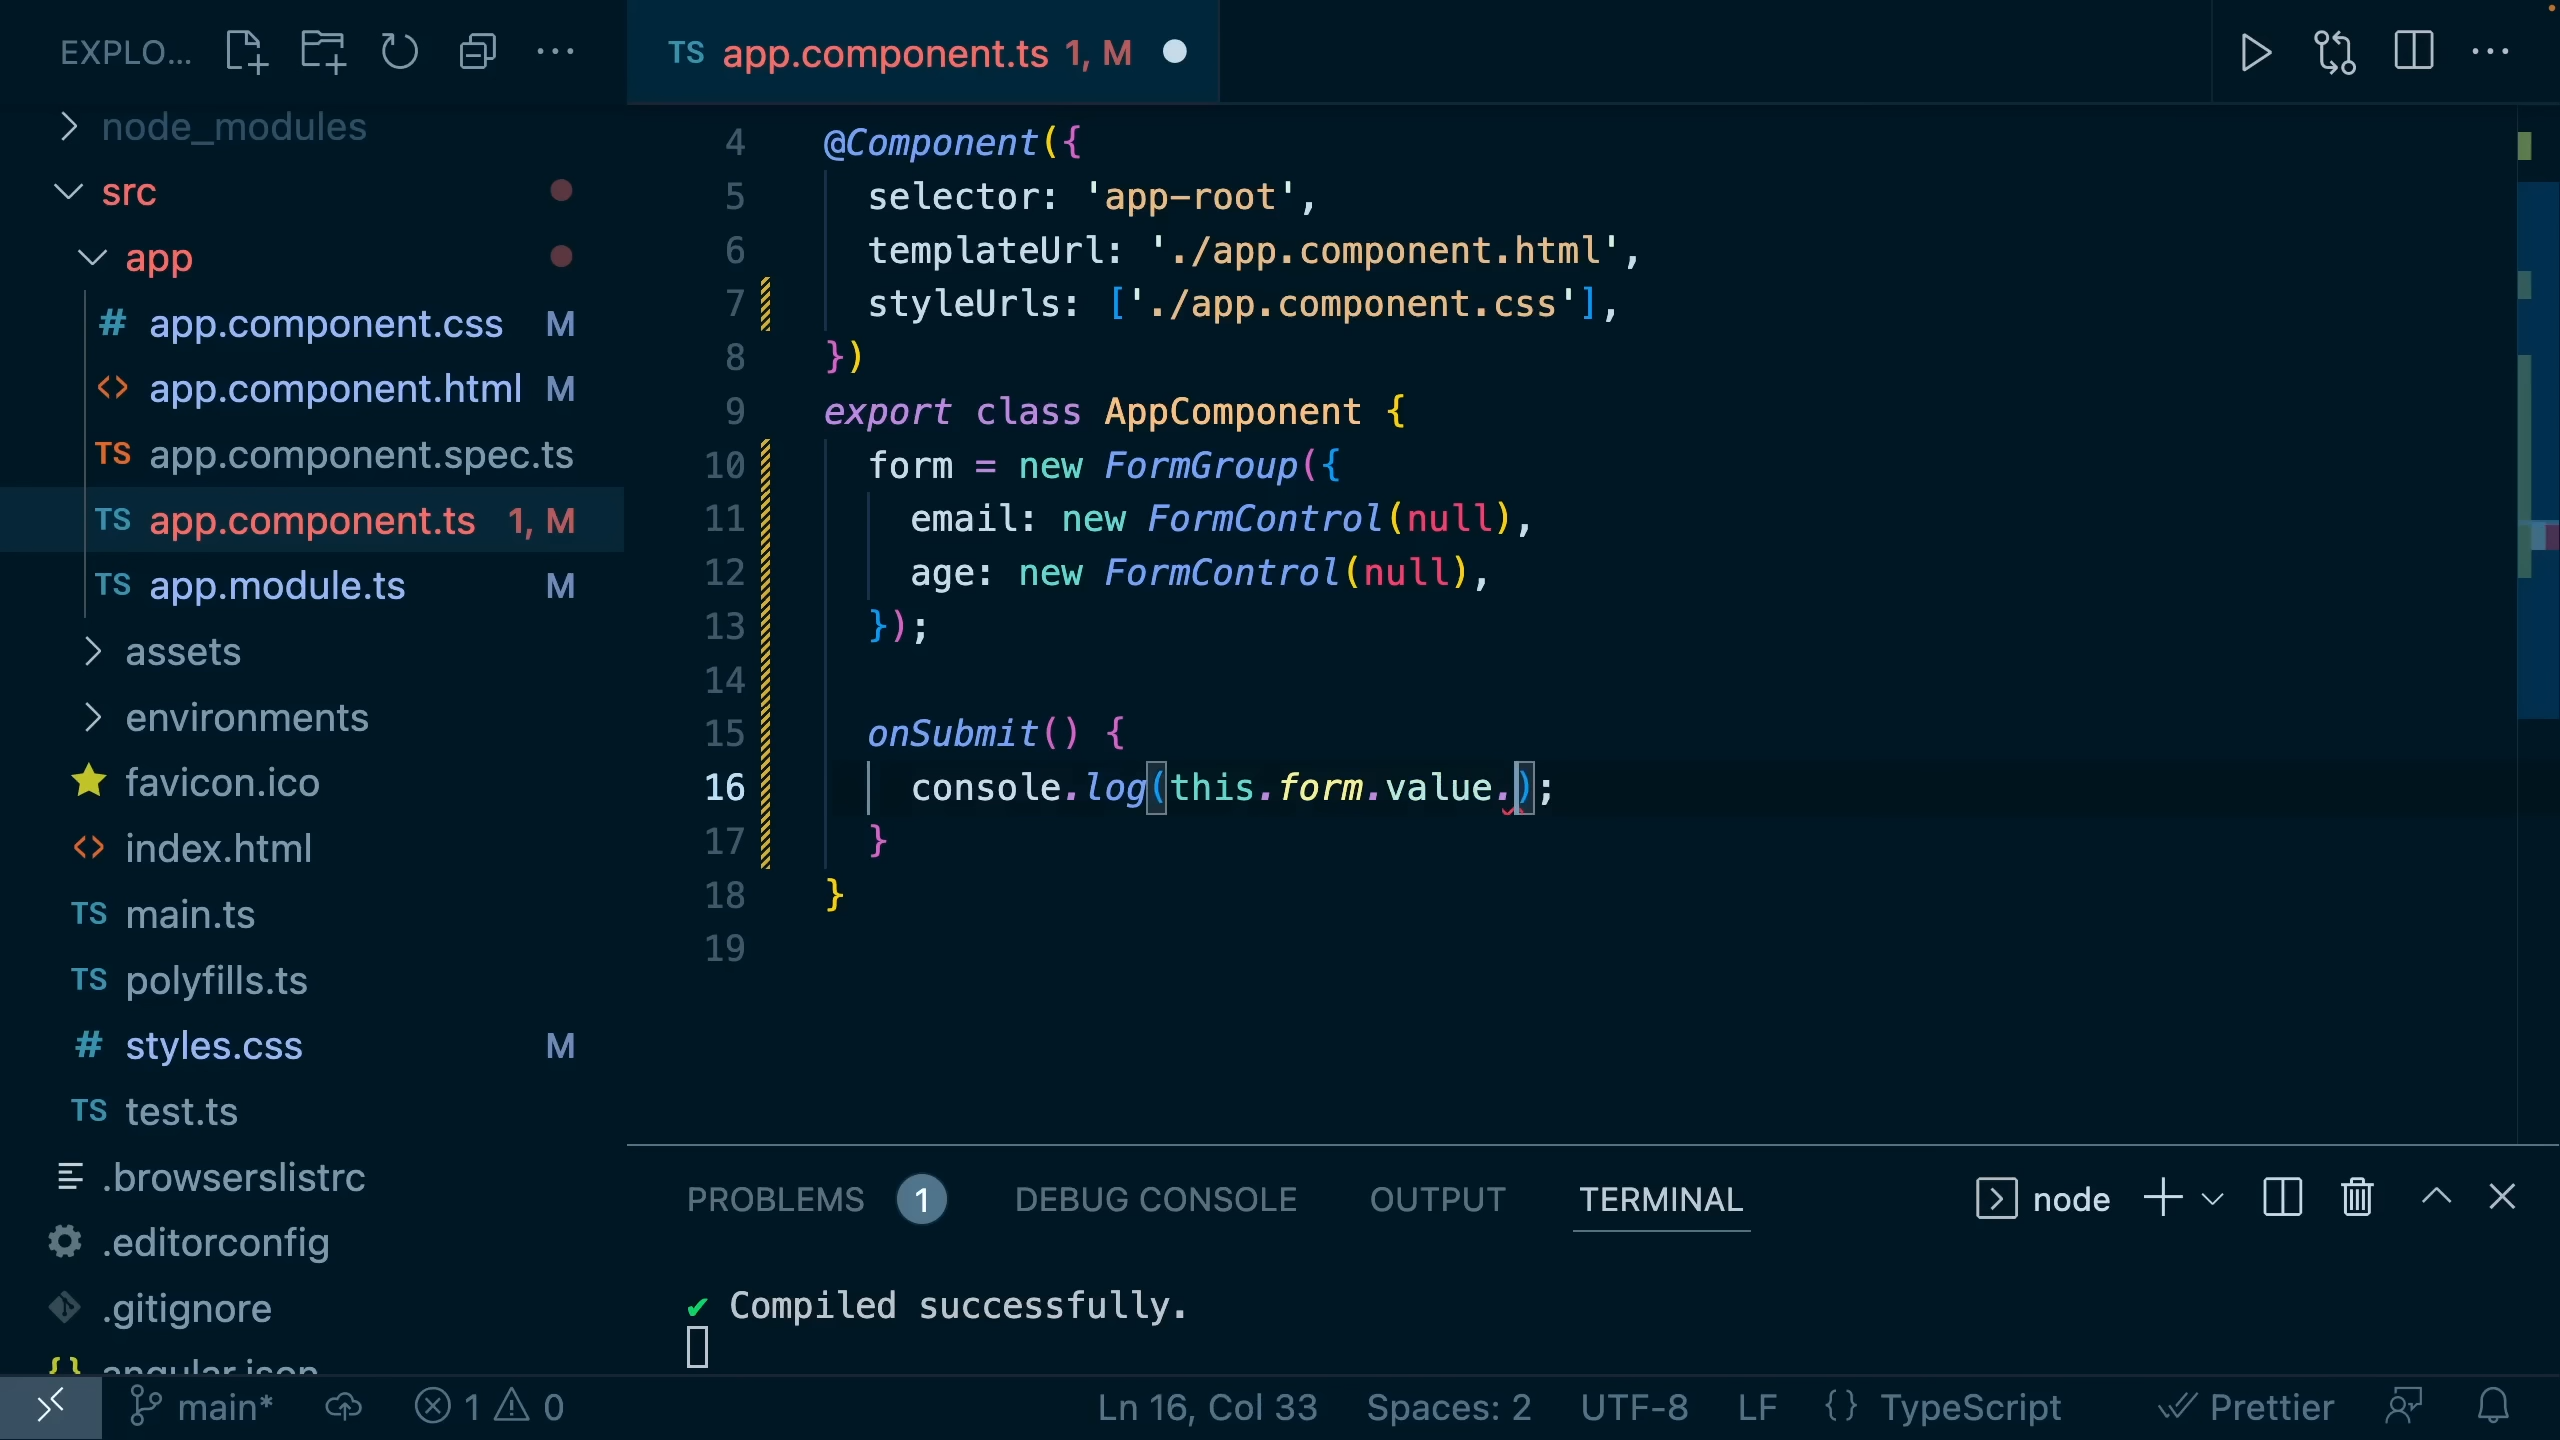 EXPLO...
node_modules
src
app
# app.component.css M
<> app.component.html M
TS app.component.spec.ts
TS app.component.ts 1, M
TS app.module.ts M
assets
environments
favicon.ico
<> index.html
TS main.ts
TS polyfills.ts
# styles.css M
TS test.ts
.browserslistrc
.editorconfig
.gitignore
{} angular.json
TS app.component.ts 1, M
4 @Component({
5 selector: 'app-root',
6 templateUrl: './app.component.html',
7 styleUrls: ['./app.component.css'],
8 })
9 export class AppComponent {
10 form = new FormGroup({
11 email: new FormControl(null),
12 age: new FormControl(null),
13 });
14
15 onSubmit() {
16 console.log(this.form.value.);
17 }
18 }
19
PROBLEMS 1 DEBUG CONSOLE OUTPUT TERMINAL node
✔ Compiled successfully.
main* 1 0 Ln 16, Col 33 Spaces: 2 UTF-8 LF {} TypeScript Prettier